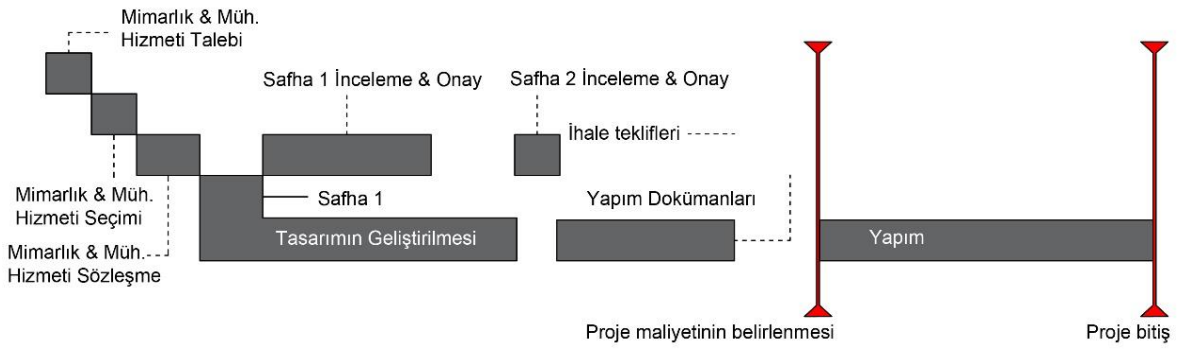 Mimarlık & Müh.
Hizmeti Talebi
Safha 1 İnceleme & Onay
Safha 2 İnceleme & Onay
İhale teklifleri
Mimarlık & Müh.
Hizmeti Seçimi
Safha 1
Yapım Dokümanları
Tasarımın Geliştirilmesi
Yapım
Mimarlık & Müh.
Hizmeti Sözleşme
Proje maliyetinin belirlenmesi
Proje bitiş